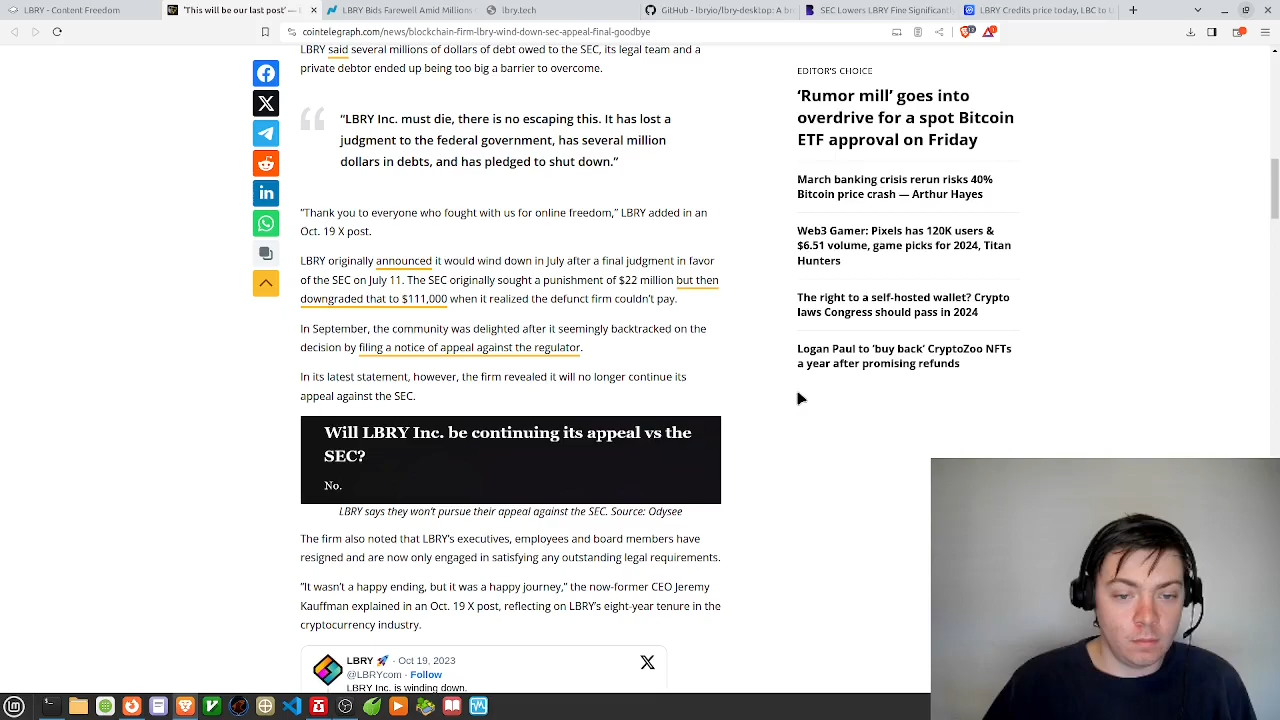 LBRY - Content Freedom
'This will be our last post' — L
LBRY Bids Farewell Amid Millions
lbry.tech
GitHub - lbryio/lbry-desktop: A b
SEC Lowers LBRY Fine Significantl
LBRY Credits price today, LBC to U
cointelegraph.com/news/blockchain-firm-lbry-wind-down-sec-appeal-final-goodbye
LBRY said several millions of dollars of debt owed to the SEC, its legal team and a
private debtor ended up being too big a barrier to overcome.
“LBRY Inc. must die, there is no escaping this. It has lost a
judgment to the federal government, has several million
dollars in debts, and has pledged to shut down.”
“Thank you to everyone who fought with us for online freedom,” LBRY added in an
Oct. 19 X post.
LBRY originally announced it would wind down in July after a final judgment in favor
of the SEC on July 11. The SEC originally sought a punishment of $22 million but then
downgraded that to $111,000 when it realized the defunct firm couldn’t pay.
In September, the community was delighted after it seemingly backtracked on the
decision by filing a notice of appeal against the regulator.
In its latest statement, however, the firm revealed it will no longer continue its
appeal against the SEC.
Will LBRY Inc. be continuing its appeal vs the
SEC?
No.
LBRY says they won’t pursue their appeal against the SEC. Source: Odysee
The firm also noted that LBRY’s executives, employees and board members have
resigned and are now only engaged in satisfying any outstanding legal requirements.
“It wasn’t a happy ending, but it was a happy journey,” the now-former CEO Jeremy
Kauffman explained in an Oct. 19 X post, reflecting on LBRY’s eight-year tenure in the
cryptocurrency industry.
LBRY 🚀 · Oct 19, 2023
@LBRYcom · Follow
LBRY Inc. is winding down.
EDITOR'S CHOICE
‘Rumor mill’ goes into
overdrive for a spot Bitcoin
ETF approval on Friday
March banking crisis rerun risks 40%
Bitcoin price crash — Arthur Hayes
Web3 Gamer: Pixels has 120K users &
$6.51 volume, game picks for 2024, Titan
Hunters
The right to a self-hosted wallet? Crypto
laws Congress should pass in 2024
Logan Paul to ‘buy back’ CryptoZoo NFTs
a year after promising refunds